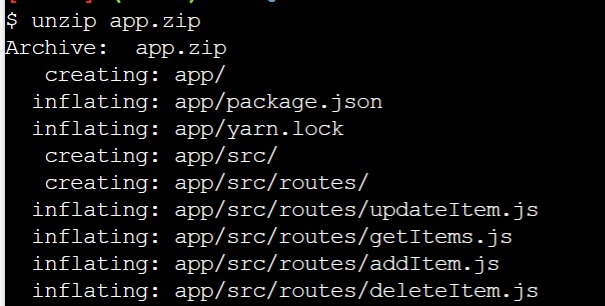 $ unzip app.zip
Archive:  app.zip
   creating: app/
  inflating: app/package.json
  inflating: app/yarn.lock
   creating: app/src/
   creating: app/src/routes/
  inflating: app/src/routes/updateItem.js
  inflating: app/src/routes/getItems.js
  inflating: app/src/routes/addItem.js
  inflating: app/src/routes/deleteItem.js